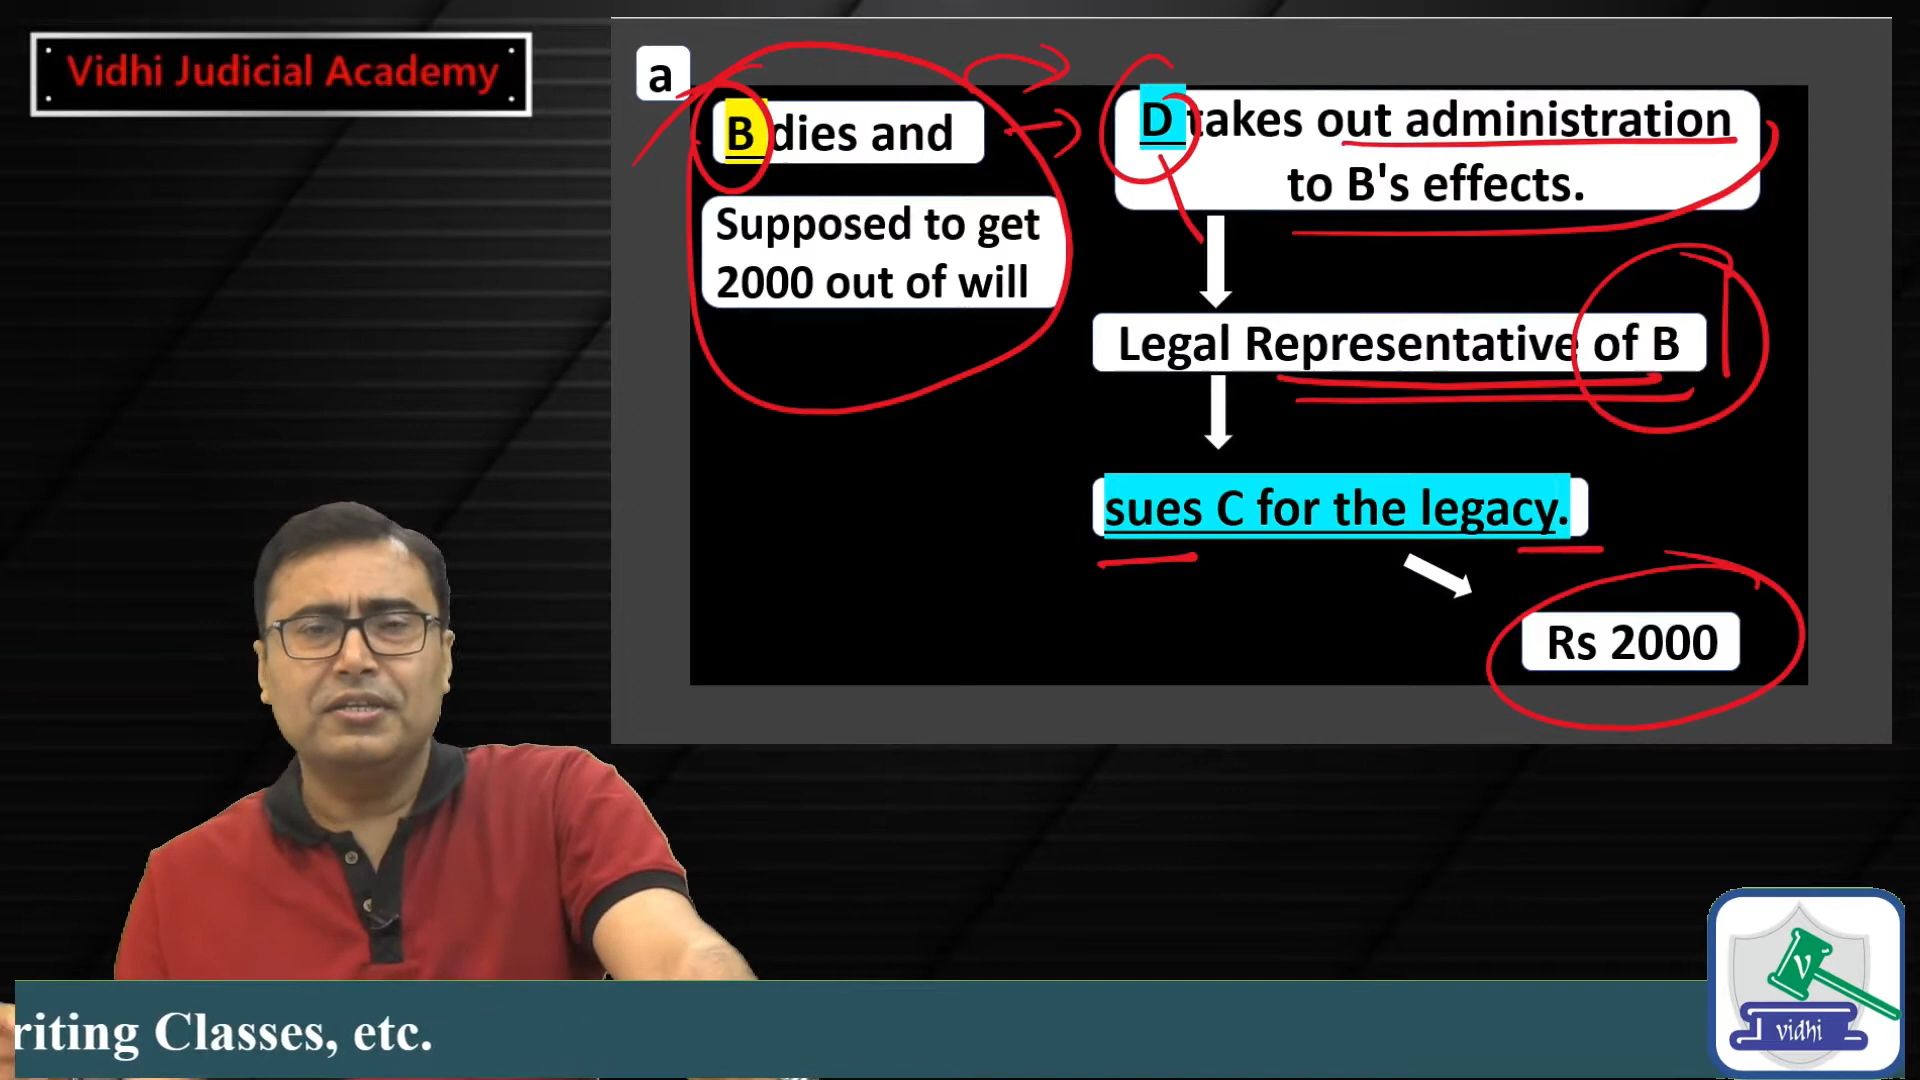 Vidhi Judicial Academy
a
B dies and
Supposed to get
2000 out of will
D takes out administration
to B's effects.
Legal Representative of B
sues C for the legacy.
Rs 2000
riting Classes, etc.
V
vidhi